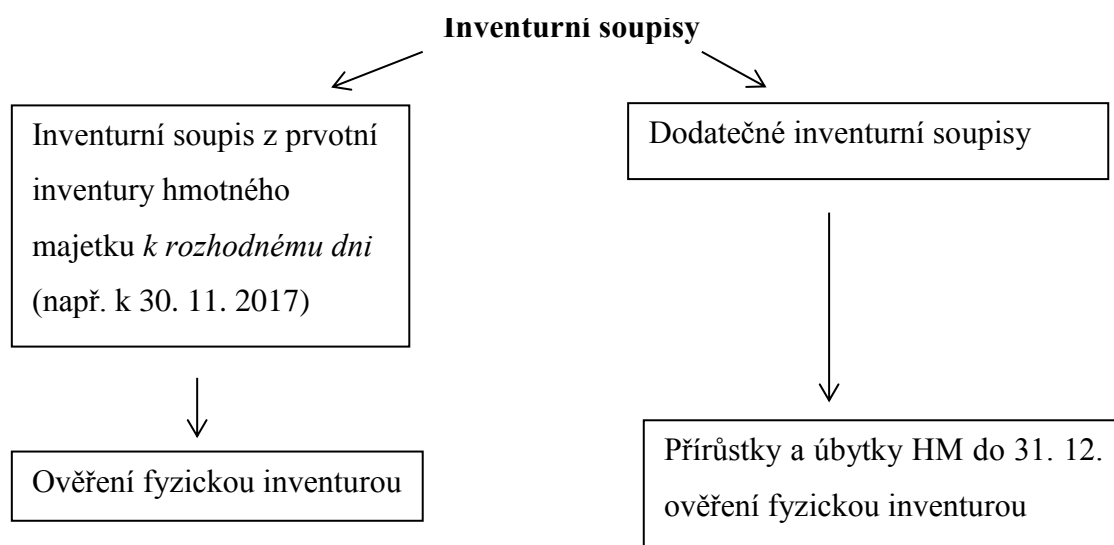 Inventurní soupisy
Inventurní soupis z prvotní
inventury hmotného
majetku k rozhodnému dni
(např. k 30. 11. 2017)
Dodatečné inventurní soupisy
Ověření fyzickou inventurou
Přírůstky a úbytky HM do 31. 12.
ověření fyzickou inventurou